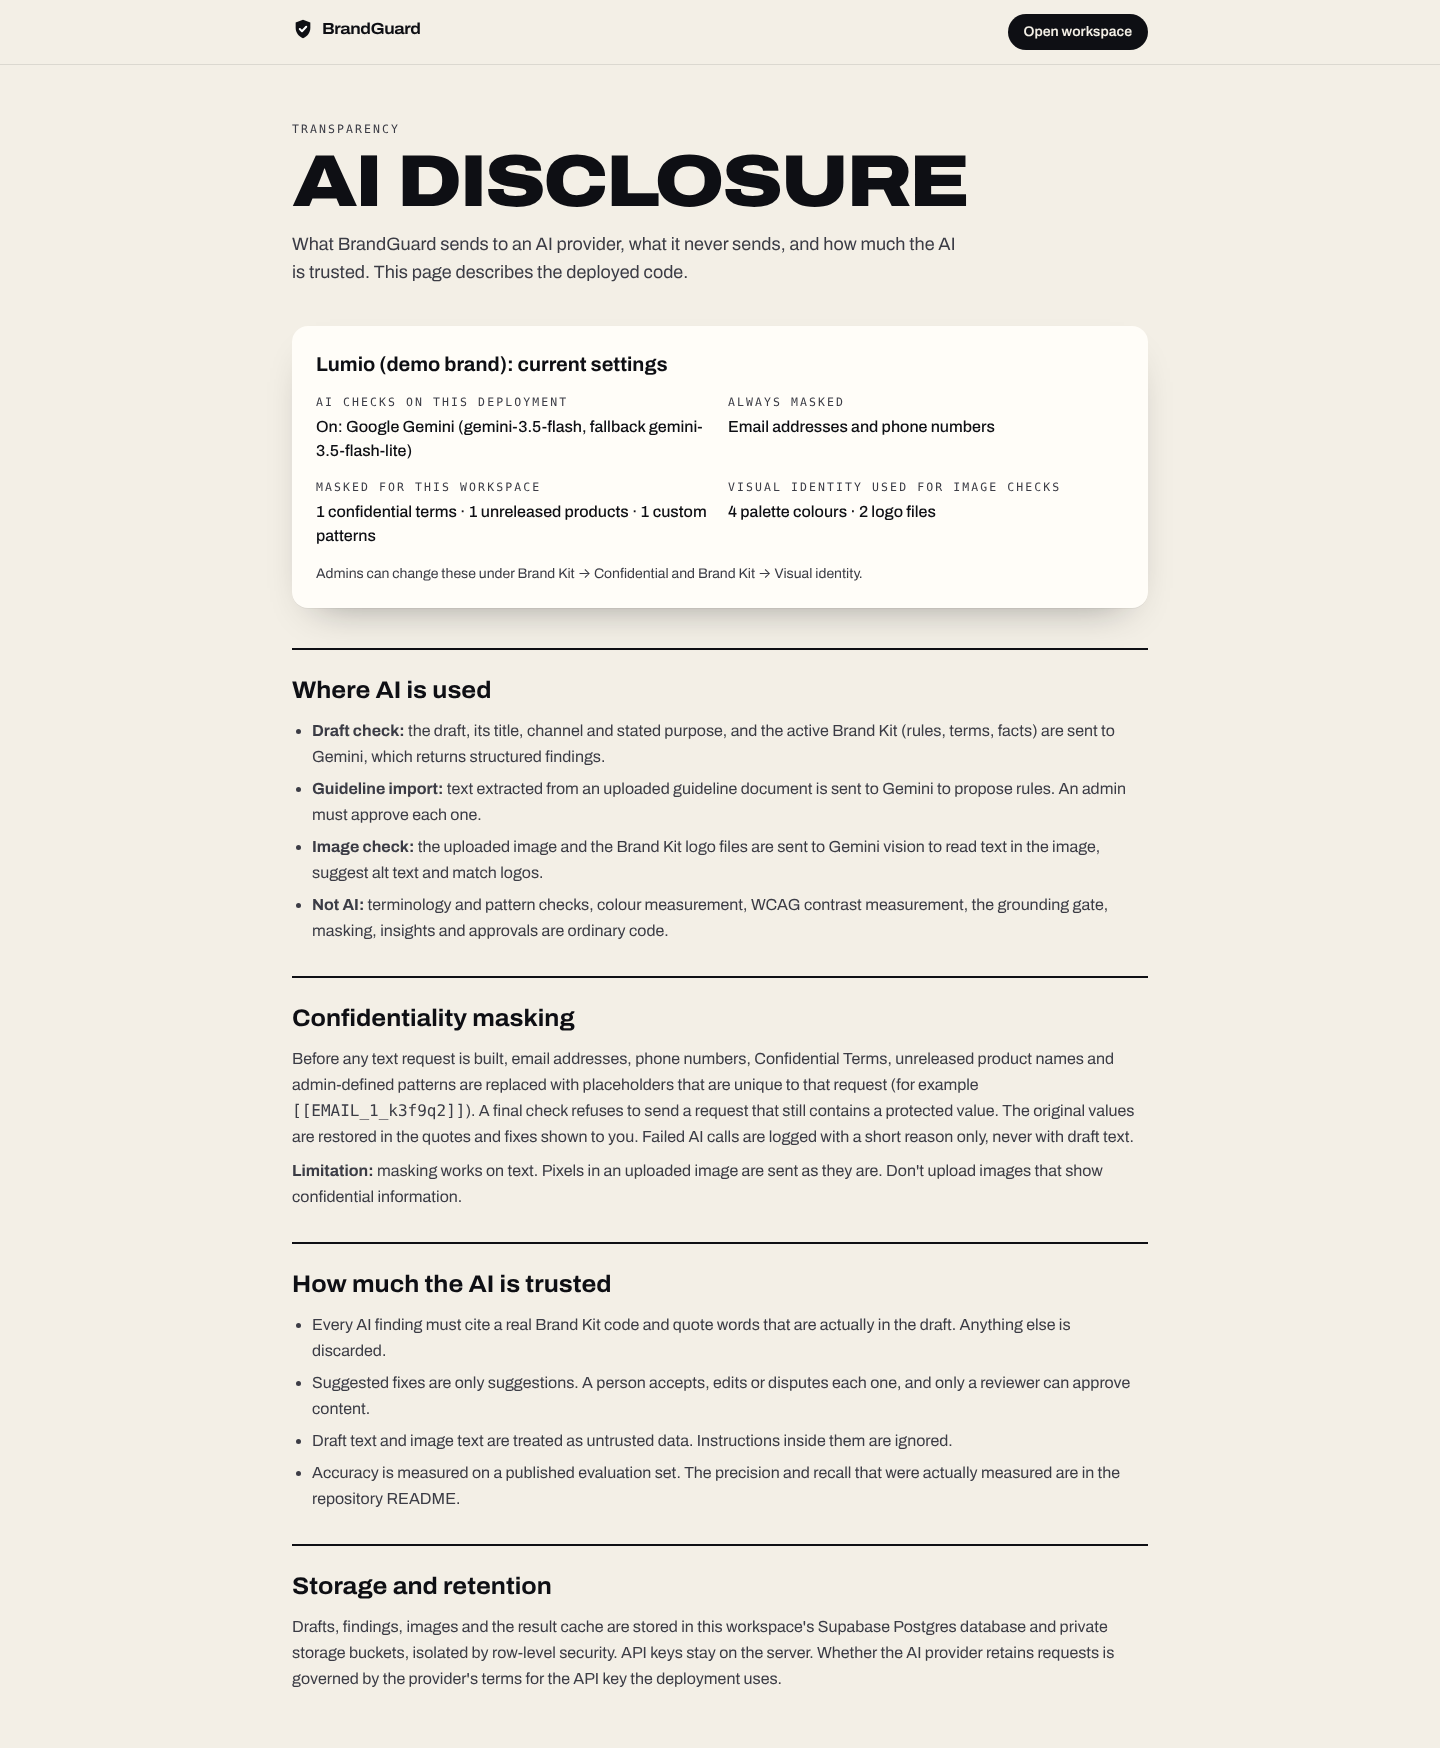 BrandGuard
Open workspace
TRANSPARENCY
AI DISCLOSURE
What BrandGuard sends to an AI provider, what it never sends, and how much the AI
is trusted. This page describes the deployed code.
Lumio (demo brand): current settings
AI CHECKS ON THIS DEPLOYMENT
On: Google Gemini (gemini-3.5-flash, fallback gemini-
3.5-flash-lite)
ALWAYS MASKED
Email addresses and phone numbers
MASKED FOR THIS WORKSPACE
1 confidential terms · 1 unreleased products · 1 custom
patterns
VISUAL IDENTITY USED FOR IMAGE CHECKS
4 palette colours · 2 logo files
Admins can change these under Brand Kit → Confidential and Brand Kit → Visual identity.
Where AI is used
• Draft check: the draft, its title, channel and stated purpose, and the active Brand Kit (rules, terms, facts) are sent to
Gemini, which returns structured findings.
• Guideline import: text extracted from an uploaded guideline document is sent to Gemini to propose rules. An admin
must approve each one.
• Image check: the uploaded image and the Brand Kit logo files are sent to Gemini vision to read text in the image,
suggest alt text and match logos.
• Not AI: terminology and pattern checks, colour measurement, WCAG contrast measurement, the grounding gate,
masking, insights and approvals are ordinary code.
Confidentiality masking
Before any text request is built, email addresses, phone numbers, Confidential Terms, unreleased product names and
admin-defined patterns are replaced with placeholders that are unique to that request (for example
[[EMAIL_1_k3f9q2]]). A final check refuses to send a request that still contains a protected value. The original values
are restored in the quotes and fixes shown to you. Failed AI calls are logged with a short reason only, never with draft text.
Limitation: masking works on text. Pixels in an uploaded image are sent as they are. Don't upload images that show
confidential information.
How much the AI is trusted
• Every AI finding must cite a real Brand Kit code and quote words that are actually in the draft. Anything else is
discarded.
• Suggested fixes are only suggestions. A person accepts, edits or disputes each one, and only a reviewer can approve
content.
• Draft text and image text are treated as untrusted data. Instructions inside them are ignored.
• Accuracy is measured on a published evaluation set. The precision and recall that were actually measured are in the
repository README.
Storage and retention
Drafts, findings, images and the result cache are stored in this workspace's Supabase Postgres database and private
storage buckets, isolated by row-level security. API keys stay on the server. Whether the AI provider retains requests is
governed by the provider's terms for the API key the deployment uses.